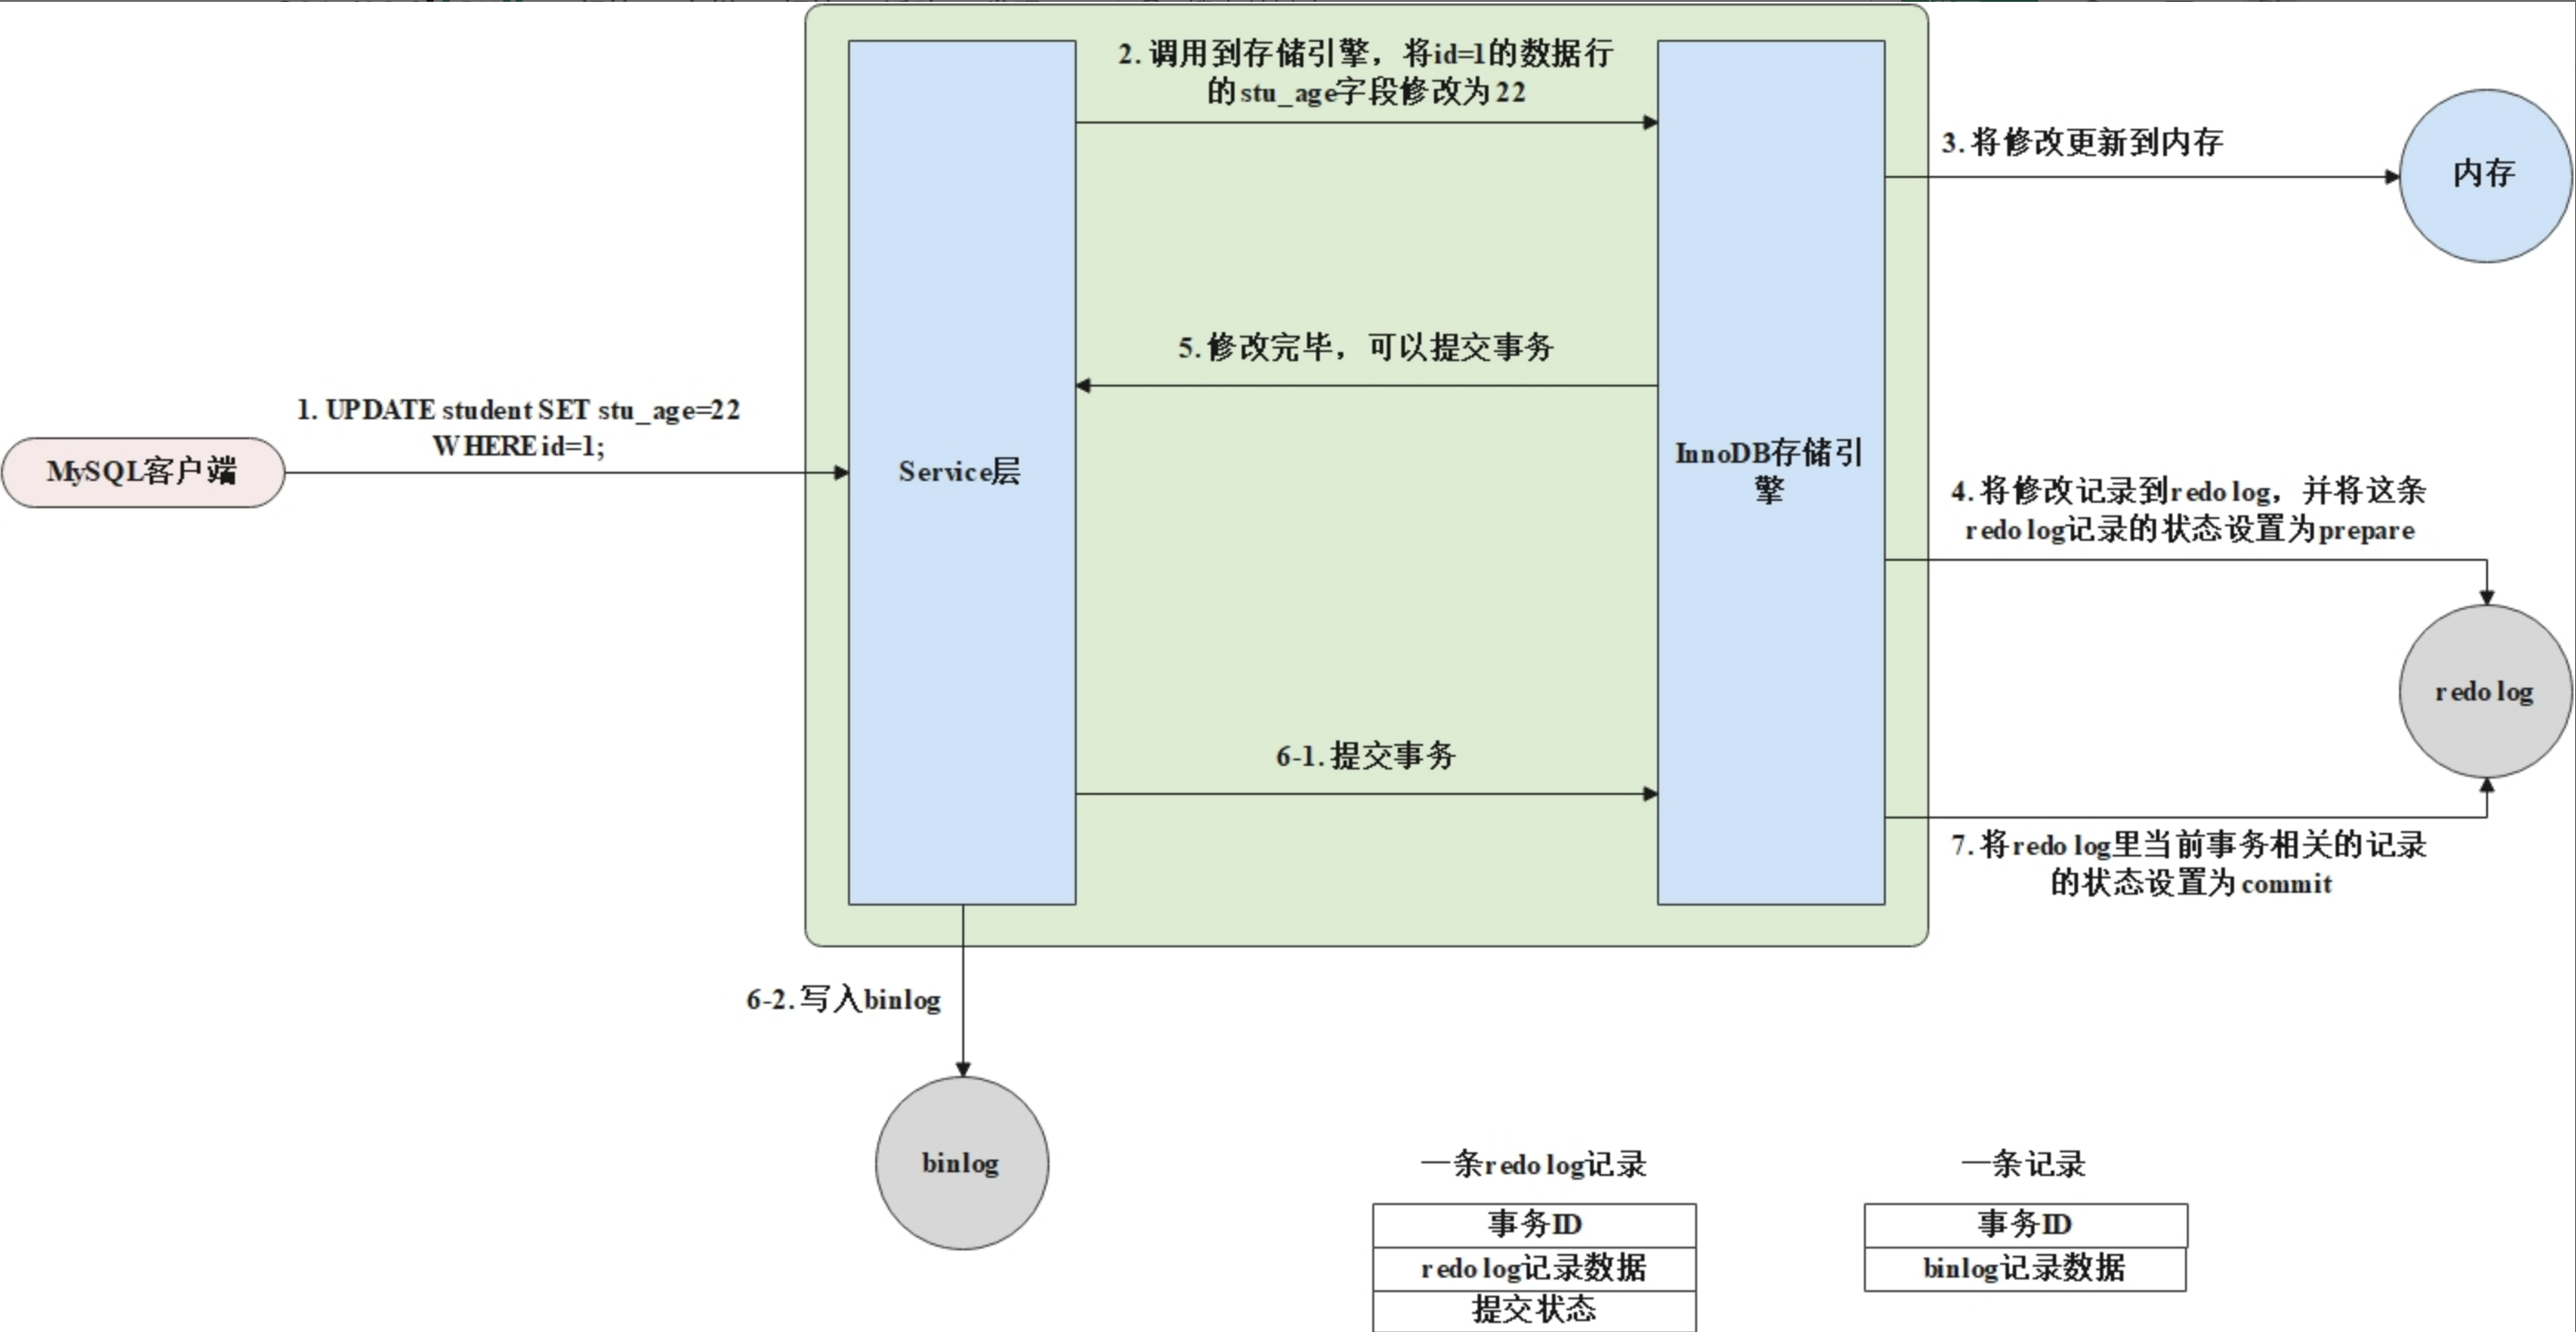 2. 调用到存储引擎，将id=1的数据行
的stu_age字段修改为22
3. 将修改更新到内存
内存
5. 修改完毕，可以提交事务
1. UPDATE student SET stu_age=22
WHERE id=1;
MySQL客户端
Service层
InnoDB存储引
擎
4. 将修改记录到redo log，并将这条
redo log记录的状态设置为prepare
redo log
6-1. 提交事务
7. 将redo log里当前事务相关的记录
的状态设置为commit
6-2. 写入binlog
binlog
一条redo log记录
事务ID
redo log记录数据
提交状态
一条记录
事务ID
binlog记录数据